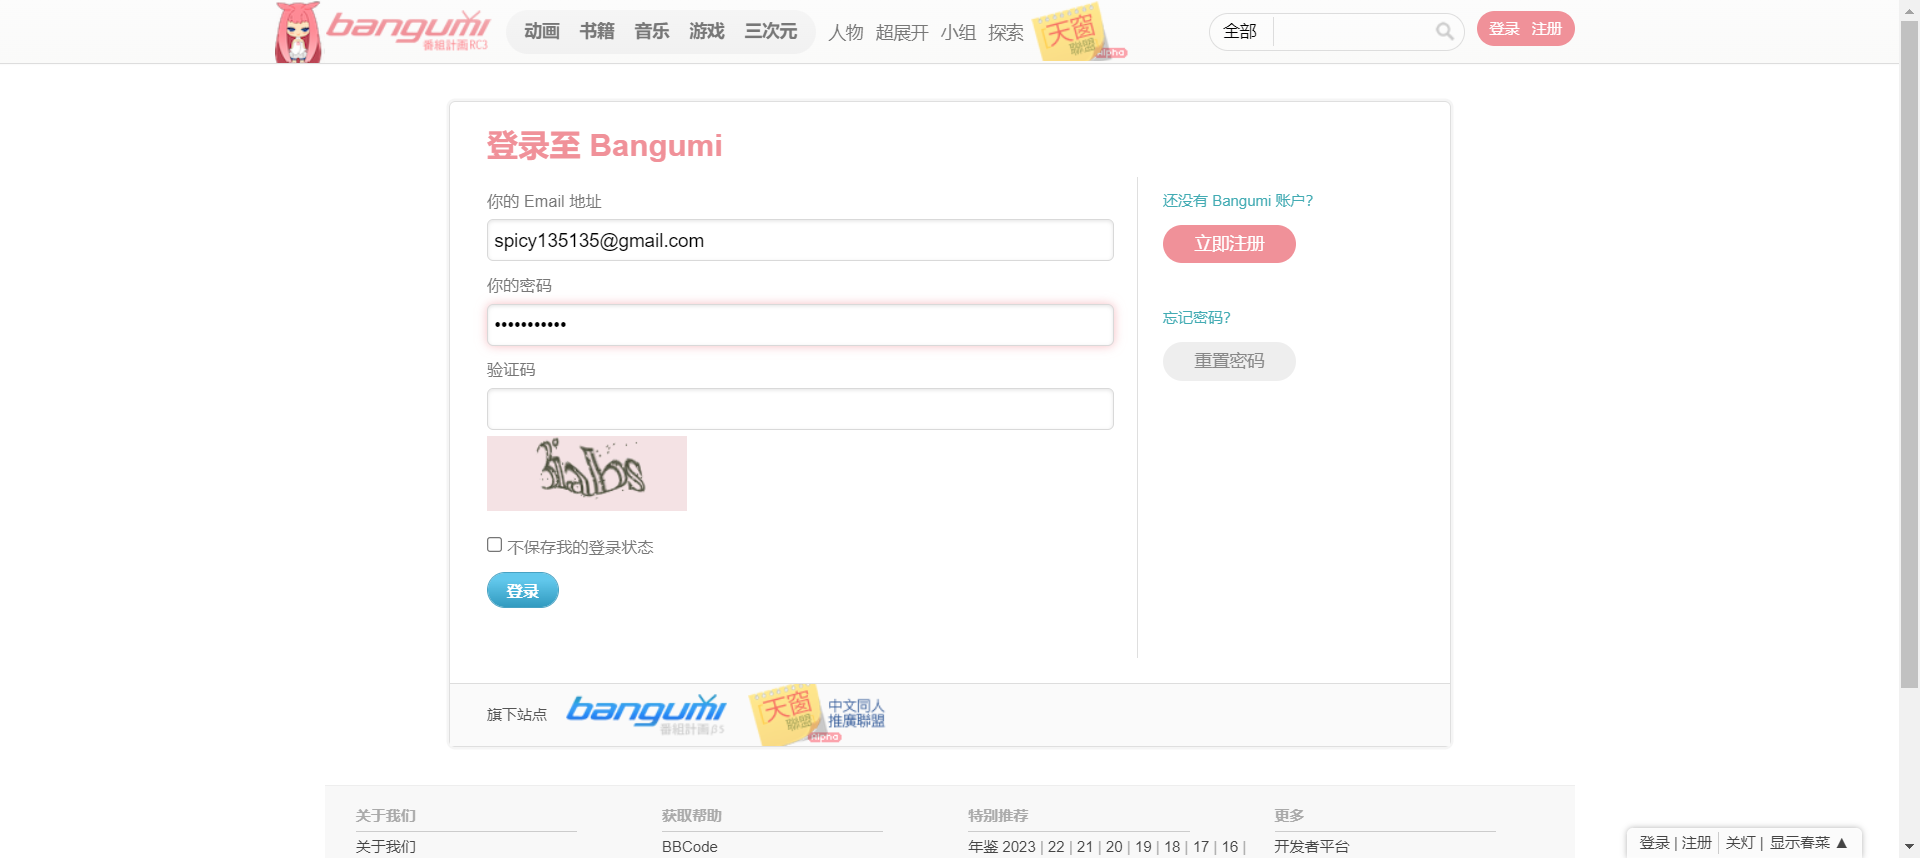 bangumi
番組計画RC3
动画 书籍 音乐 游戏 三次元 人物 超展开 小组 探索
天窗
聯盟
Alpha
全部
登录 注册
登录至 Bangumi
你的 Email 地址
spicy135135@gmail.com
你的密码
•••••••••••
验证码
不保存我的登录状态
登录
还没有 Bangumi 账户?
立即注册
忘记密码?
重置密码
旗下站点
bangumi
番組計画β5
天窗
聯盟
Alpha
中文同人
推廣聯盟
关于我们
关于我们
获取帮助
BBCode
特别推荐
年鉴 2023 | 22 | 21 | 20 | 19 | 18 | 17 | 16 |
更多
开发者平台
登录 | 注册 | 关灯 | 显示春菜 ▲